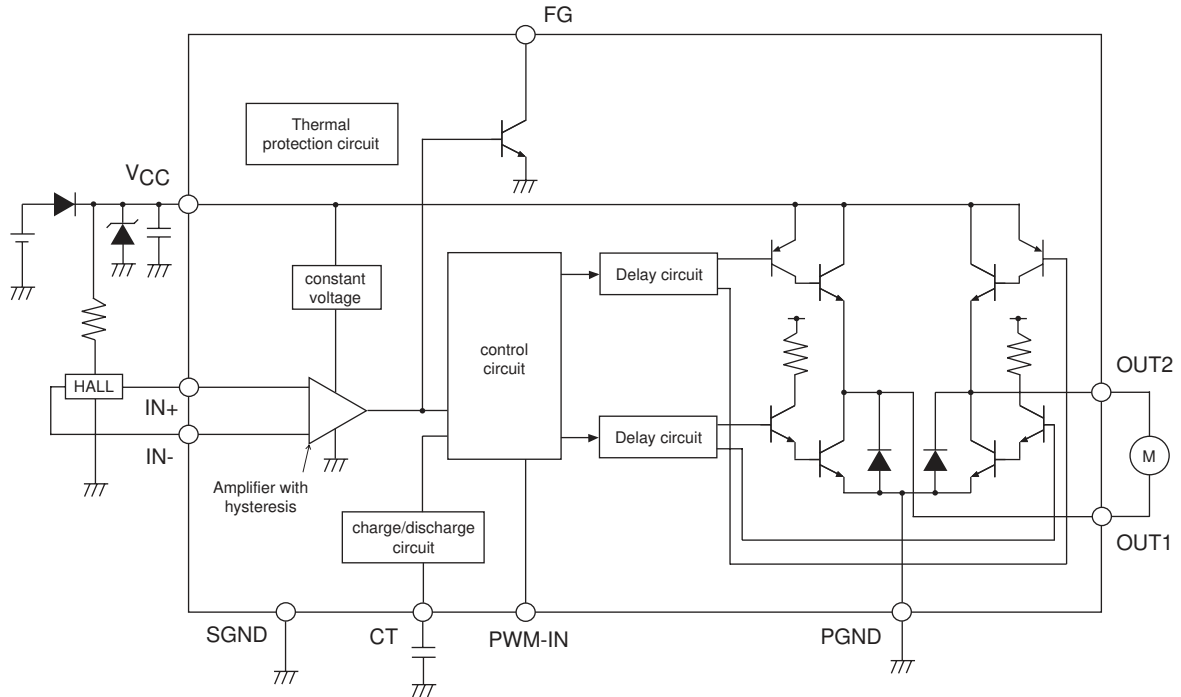 FG
Thermal
protection circuit
VCC
constant
voltage
Delay circuit
control
circuit
OUT2
HALL
IN+
IN-
Delay circuit
M
Amplifier with
hysteresis
charge/discharge
circuit
OUT1
SGND
CT
PWM-IN
PGND